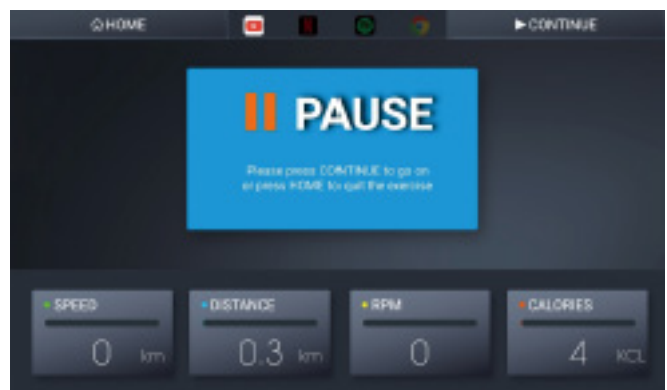 HOME
CONTINUE
PAUSE
Please press CONTINUE to go on
or press HOME to quit the exercise
SPEED
DISTANCE
RPM
CALORIES
0 km
0.3 km
0
4 KCL